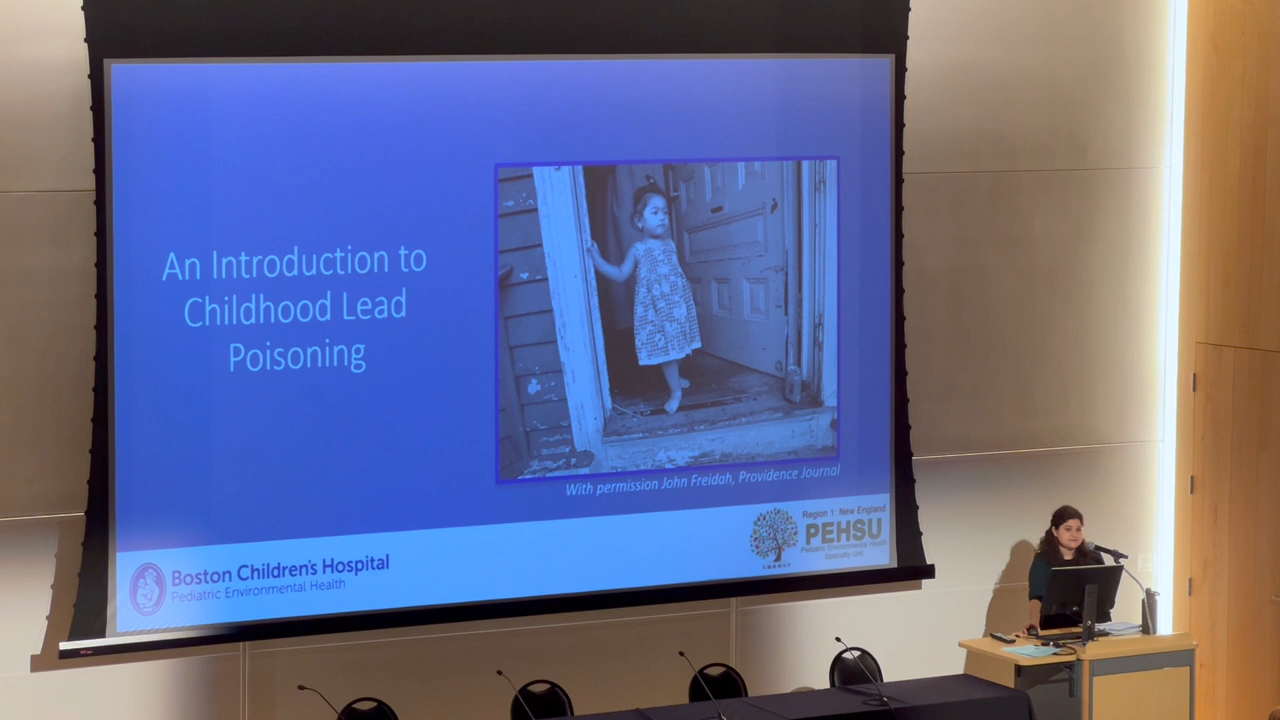 An Introduction to
Childhood Lead
Poisoning
With permission John Freidah, Providence Journal
Boston Children's Hospital
Pediatric Environmental Health
Region 1: New England
PEHSU
Pediatric Environmental Health
Specialty Unit